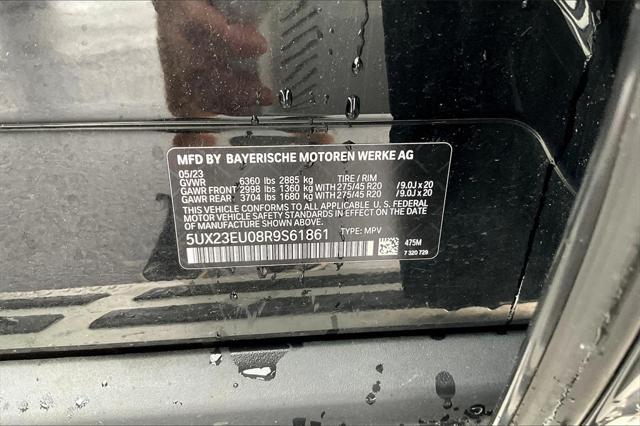 MFD BY BAYERISCHE MOTOREN WERKE AG
05/23
GVWR 6360 lbs 2885 kg TIRE / RIM
GAWR FRONT 2998 lbs 1360 kg WITH 275/45 R20 /9.0J x 20
GAWR REAR 3704 lbs 1680 kg WITH 275/45 R20 /9.0J x 20
THIS VEHICLE CONFORMS TO ALL APPLICABLE U. S. FEDERAL
MOTOR VEHICLE SAFETY STANDARDS IN EFFECT ON THE DATE
OF MANUFACTURE SHOWN ABOVE.
5UX23EU08R9S61861 TYPE: MPV
475M
7 320 729